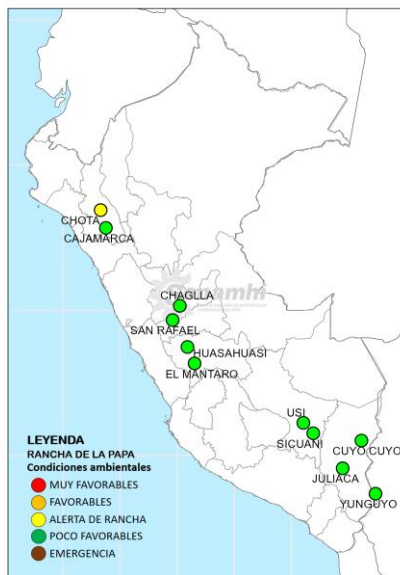 CHOTA
CAJAMARCA
senamhi
CHAGLLA
SAN RAFAEL
HUASAHUASI
EL MANTARO
USI
SICUANI
CUYO CUYO
JULIACA
YUNGUYO
LEYENDA
RANCHA DE LA PAPA
Condiciones ambientales
MUY FAVORABLES
FAVORABLES
ALERTA DE RANCHA
POCO FAVORABLES
EMERGENCIA